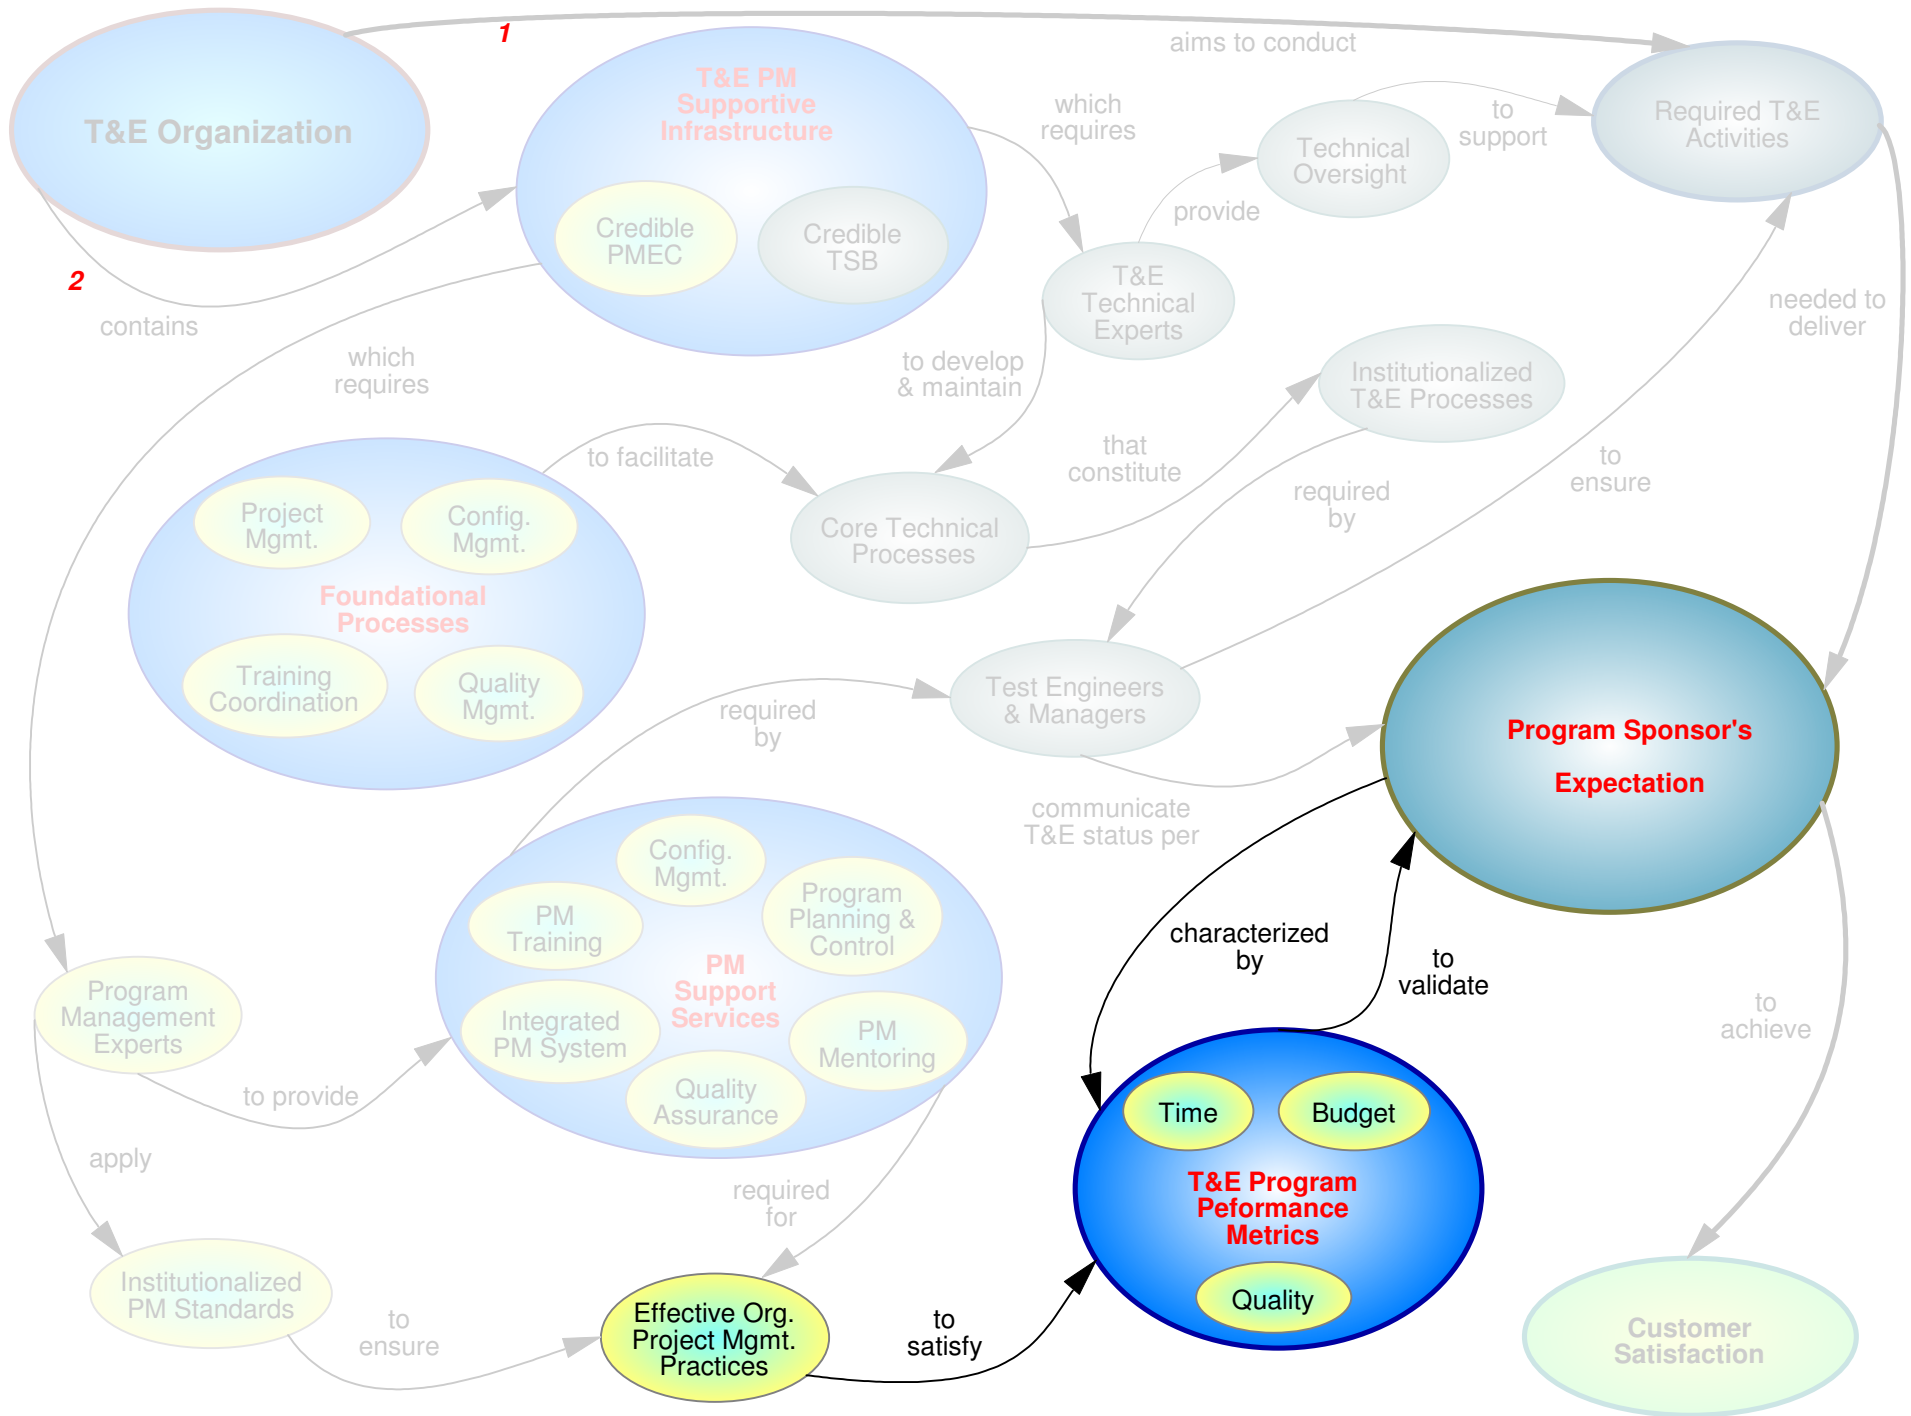 1
aims to conduct
T&E Organization
T&E PM
Supportive
Infrastructure
Credible
PMEC
Credible
TSB
which
requires
Technical
Oversight
to
support
Required T&E
Activities
provide
T&E
Technical
Experts
2
contains
which
requires
to develop
& maintain
Institutionalized
T&E Processes
needed to
deliver
to facilitate
that
constitute
required
by
to
ensure
Project
Mgmt.
Config.
Mgmt.
Foundational
Processes
Training
Coordination
Quality
Mgmt.
Core Technical
Processes
required
by
Test Engineers
& Managers
communicate
T&E status per
Program Sponsor's
Expectation
Config.
Mgmt.
PM
Training
Program
Planning &
Control
PM
Support
Services
Integrated
PM System
PM
Mentoring
Quality
Assurance
characterized
by
to
validate
to
achieve
Program
Management
Experts
to provide
apply
required
for
Time
Budget
T&E Program
Peformance
Metrics
Quality
Institutionalized
PM Standards
to
ensure
Effective Org.
Project Mgmt.
Practices
to
satisfy
Customer
Satisfaction